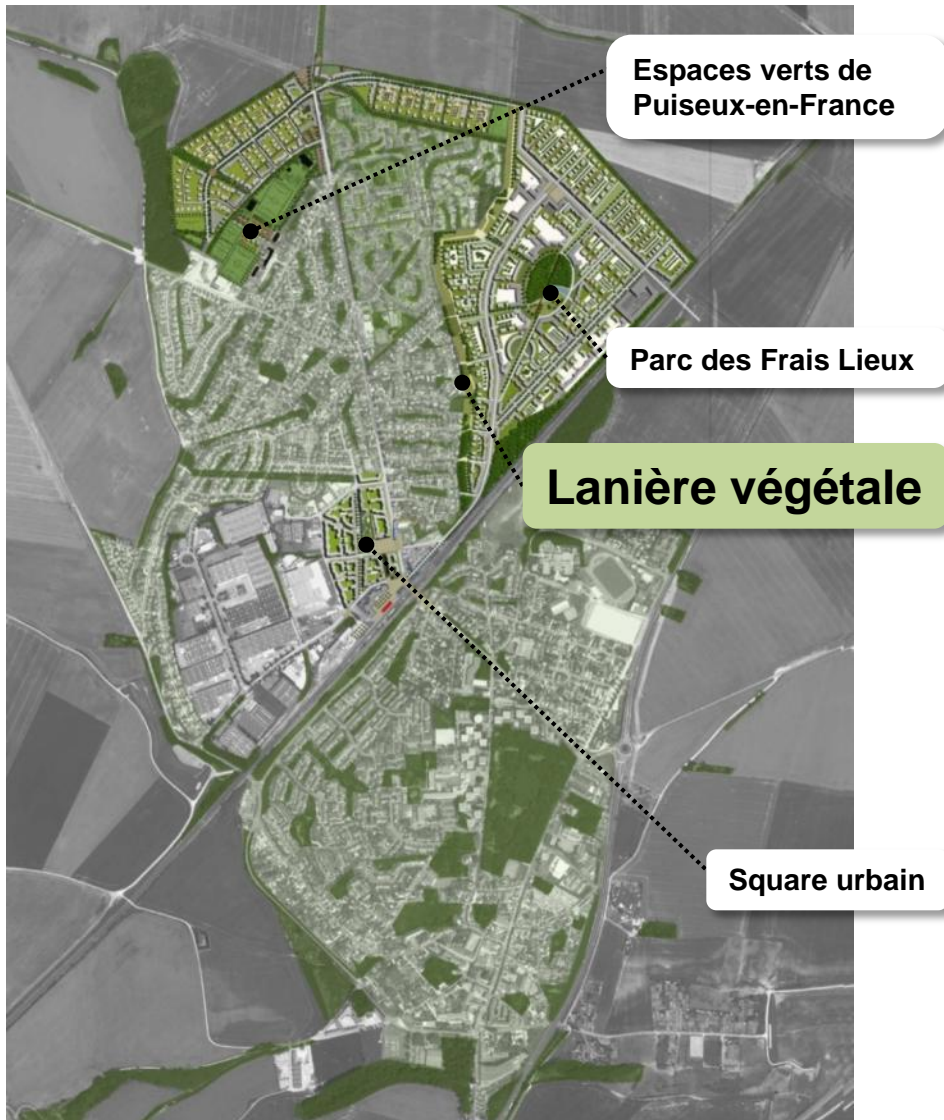 Espaces verts de
Puiseux-en-France
Parc des Frais Lieux
Lanière végétale
Square urbain